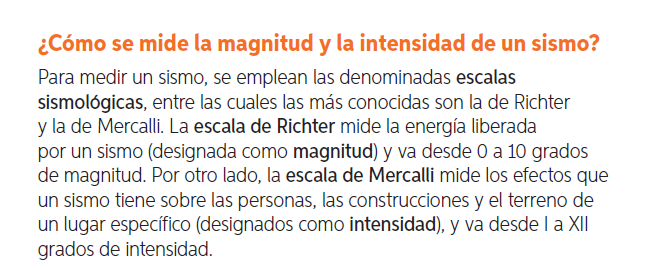 ¿Cómo se mide la magnitud y la intensidad de un sismo?
Para medir un sismo, se emplean las denominadas escalas
sismológicas, entre las cuales las más conocidas son la de Richter
y la de Mercalli. La escala de Richter mide la energía liberada
por un sismo (designada como magnitud) y va desde 0 a 10 grados
de magnitud. Por otro lado, la escala de Mercalli mide los efectos que
un sismo tiene sobre las personas, las construcciones y el terreno de
un lugar específico (designados como intensidad), y va desde I a XII
grados de intensidad.